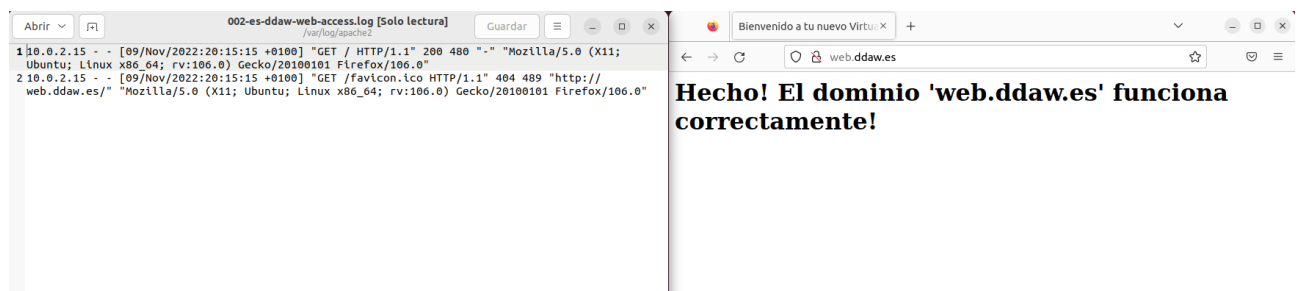 Abrir
002-es-ddaw-web-access.log [Solo lectura]
/var/log/apache2
Guardar
1 10.0.2.15 - - [09/Nov/2022:20:15:15 +0100] "GET / HTTP/1.1" 200 480 "-" "Mozilla/5.0 (X11;
Ubuntu; Linux x86_64; rv:106.0) Gecko/20100101 Firefox/106.0"
2 10.0.2.15 - - [09/Nov/2022:20:15:15 +0100] "GET /favicon.ico HTTP/1.1" 404 489 "http://
web.ddaw.es/" "Mozilla/5.0 (X11; Ubuntu; Linux x86_64; rv:106.0) Gecko/20100101 Firefox/106.0"
Bienvenido a tu nuevo Virtua
web.ddaw.es
Hecho! El dominio 'web.ddaw.es' funciona
correctamente!